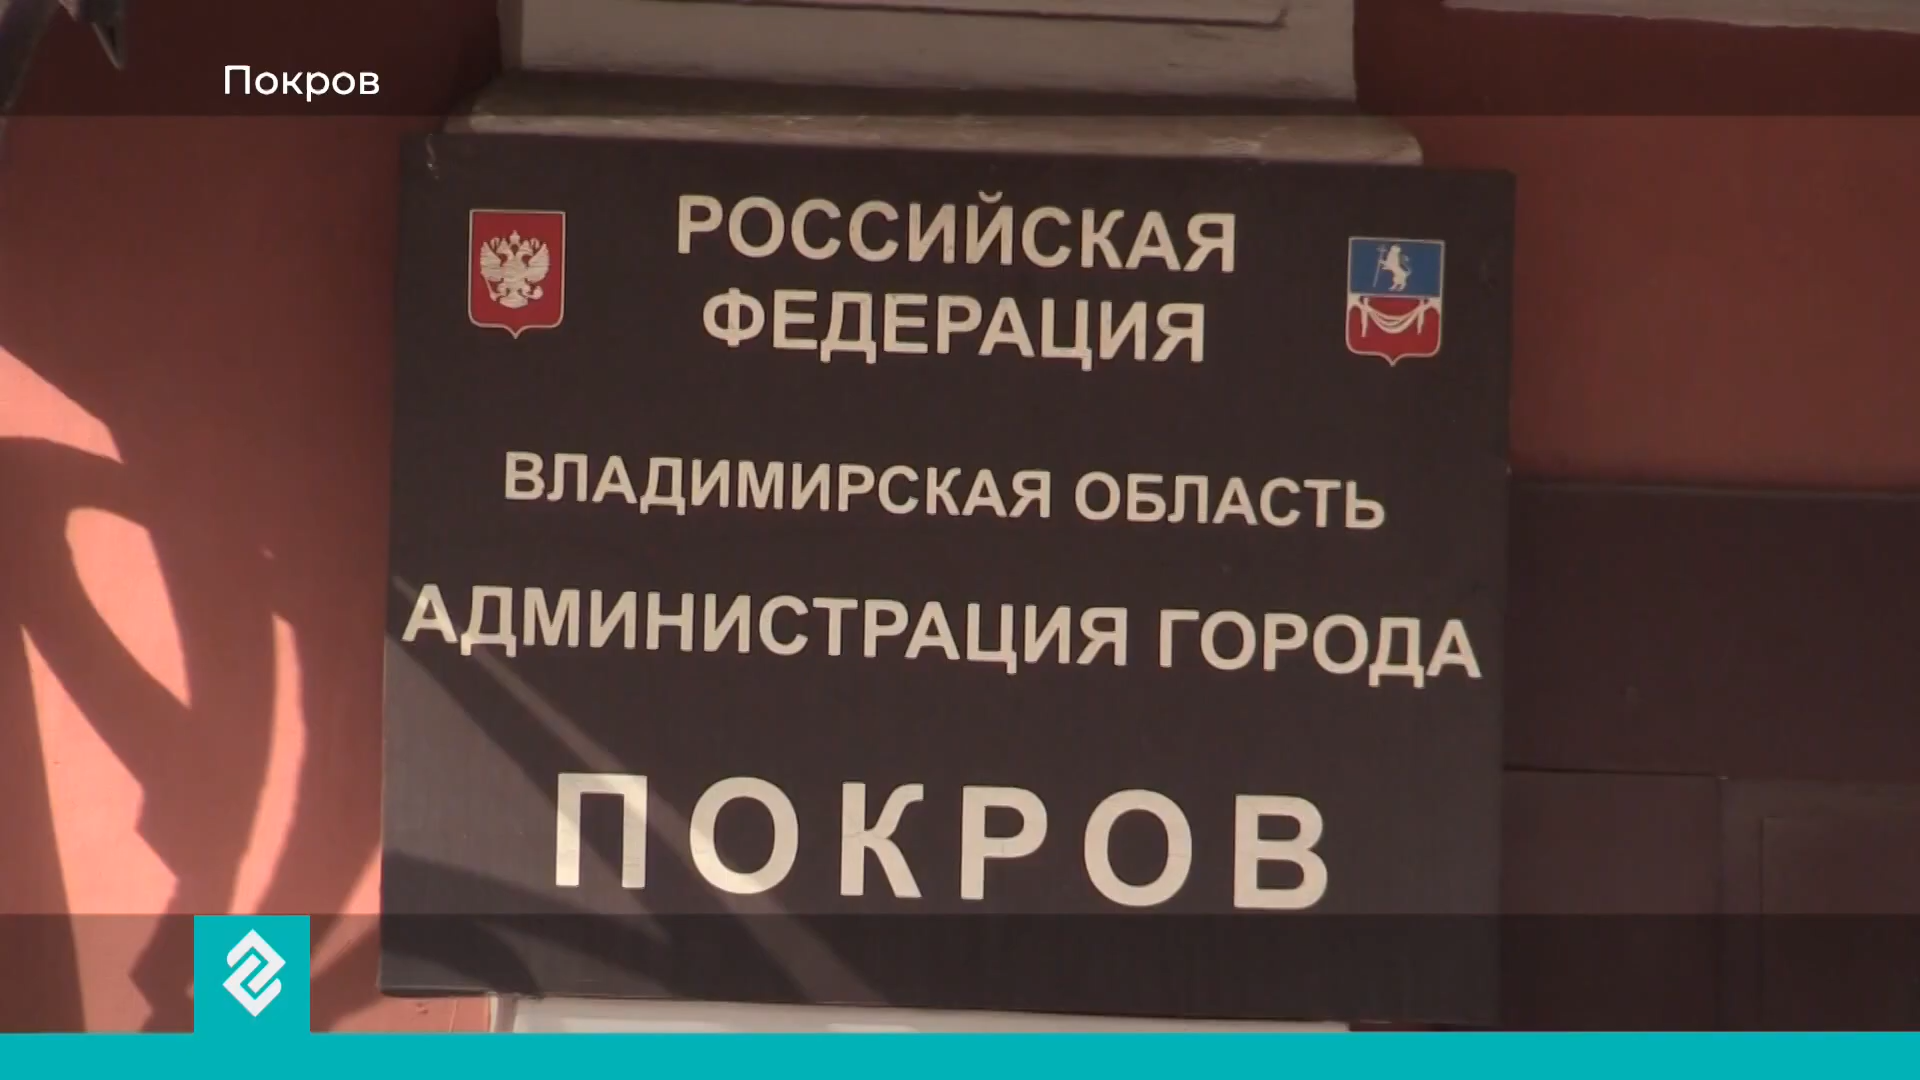 Покров
РОССИЙСКАЯ
ФЕДЕРАЦИЯ
ВЛАДИМИРСКАЯ ОБЛАСТЬ
АДМИНИСТРАЦИЯ ГОРОДА
ПОКРОВ